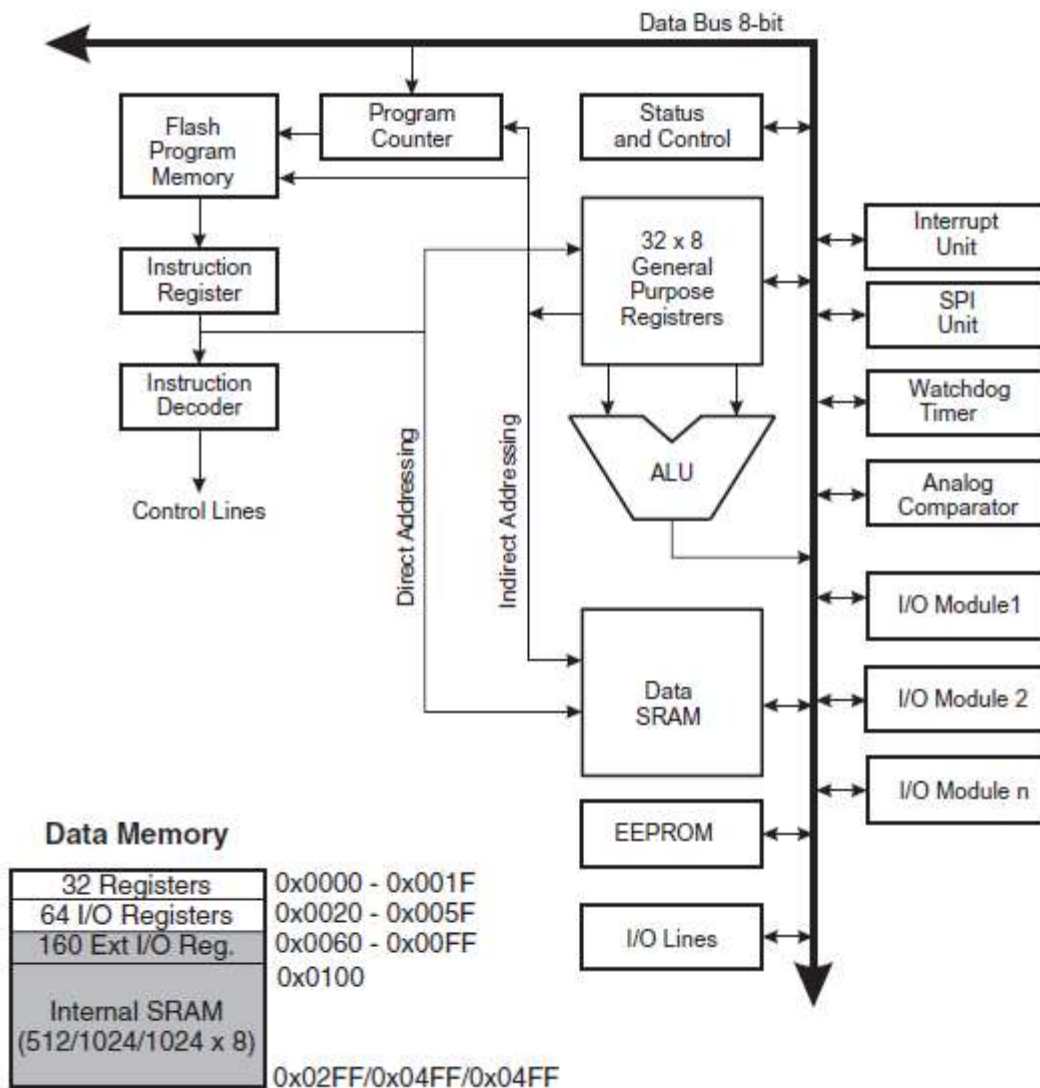 Data Bus 8-bit
Flash
Program
Memory
Program
Counter
Status
and Control
32 x 8
General
Purpose
Registrers
Interrupt
Unit
Instruction
Register
SPI
Unit
Instruction
Decoder
Watchdog
Timer
Control Lines
Direct Addressing
Indirect Addressing
ALU
Analog
Comparator
I/O Module1
Data
SRAM
I/O Module 2
I/O Module n
EEPROM
I/O Lines
Data Memory
32 Registers 0x0000 - 0x001F
64 I/O Registers 0x0020 - 0x005F
160 Ext I/O Reg. 0x0060 - 0x00FF
0x0100
Internal SRAM
(512/1024/1024 x 8)
0x02FF/0x04FF/0x04FF